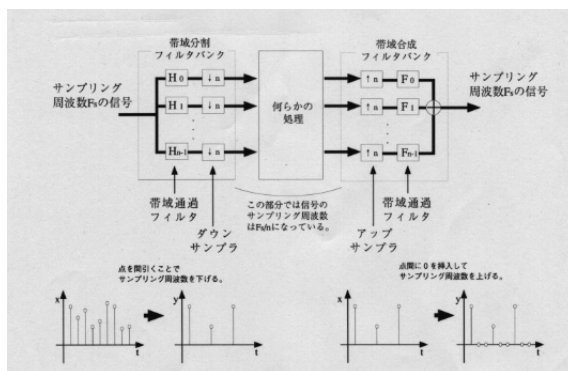 帯域分割
フィルタバンク
帯域合成
フィルタバンク
サンプリング
周波数Fsの信号
H0
↓n
H1
↓n
Hn-1
↓n
何らかの
処理
↑n
F0
↑n
F1
↑n
Fn-1
サンプリング
周波数Fsの信号
帯域通過
フィルタ
ダウン
サンプラ
この部分では信号の
サンプリング周波数
はFs/nになっている。
アップ
サンプラ
帯域通過
フィルタ
点を間引くことで
サンプリング周波数を下げる。
点間に0を挿入して
サンプリング周波数を上げる。
x
t
y
t
x
t
y
t